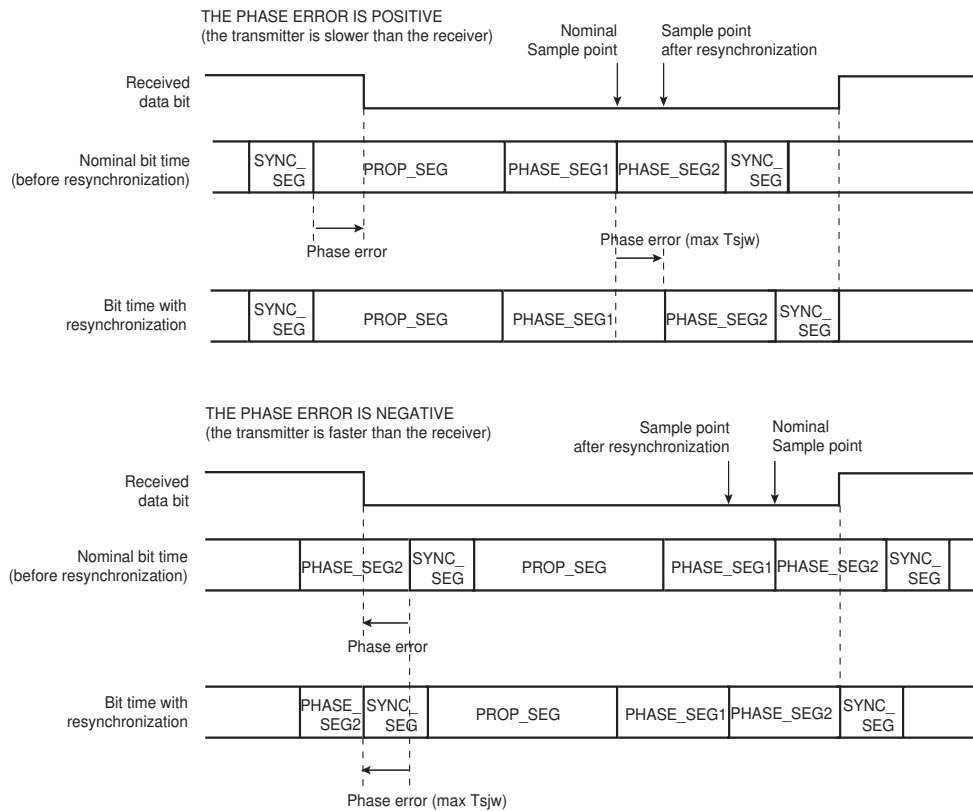 THE PHASE ERROR IS POSITIVE
(the transmitter is slower than the receiver)
Nominal
Sample point
Sample point
after resynchronization
Received
data bit
Nominal bit time
(before resynchronization)
SYNC_
SEG
PROP_SEG
PHASE_SEG1
PHASE_SEG2
SYNC_
SEG
Phase error
Phase error (max Tsjw)
Bit time with
resynchronization
SYNC_
SEG
PROP_SEG
PHASE_SEG1
PHASE_SEG2
SYNC_
SEG
THE PHASE ERROR IS NEGATIVE
(the transmitter is faster than the receiver)
Sample point
after resynchronization
Nominal
Sample point
Received
data bit
Nominal bit time
(before resynchronization)
PHASE_SEG2
SYNC_
SEG
PROP_SEG
PHASE_SEG1
PHASE_SEG2
SYNC_
SEG
Phase error
Bit time with
resynchronization
PHASE_
SEG2
SYNC_
SEG
PROP_SEG
PHASE_SEG1
PHASE_SEG2
SYNC_
SEG
Phase error (max Tsjw)